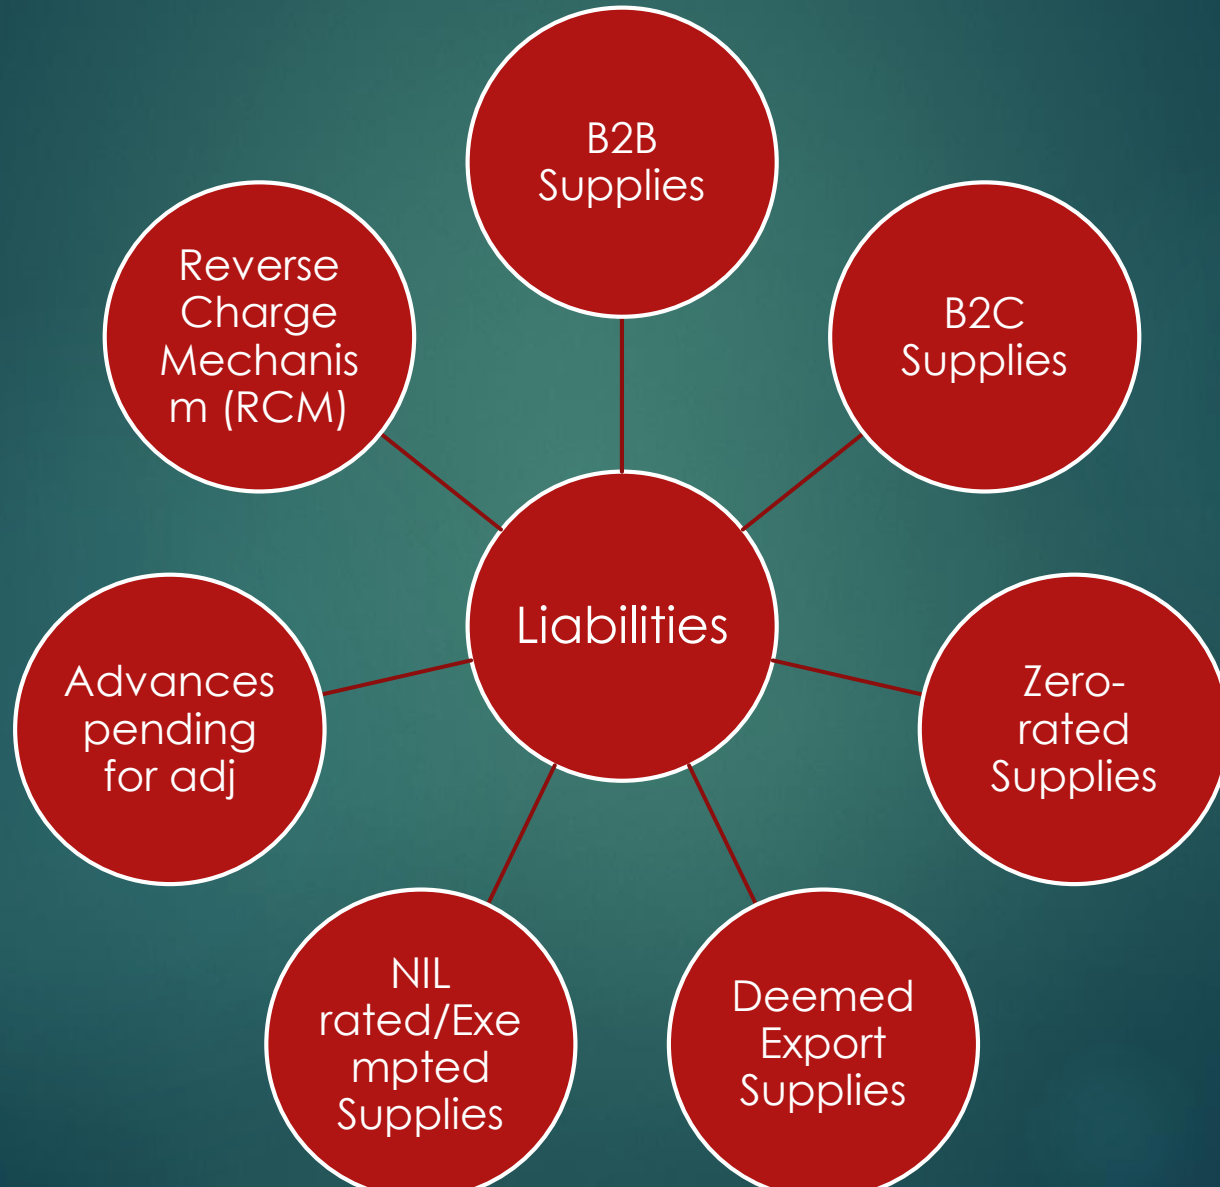 B2B
Supplies
B2C
Supplies
Zero-
rated
Supplies
Deemed
Export
Supplies
NIL
rated/Exe
mpted
Supplies
Advances
pending
for adj
Reverse
Charge
Mechanis
m (RCM)
Liabilities